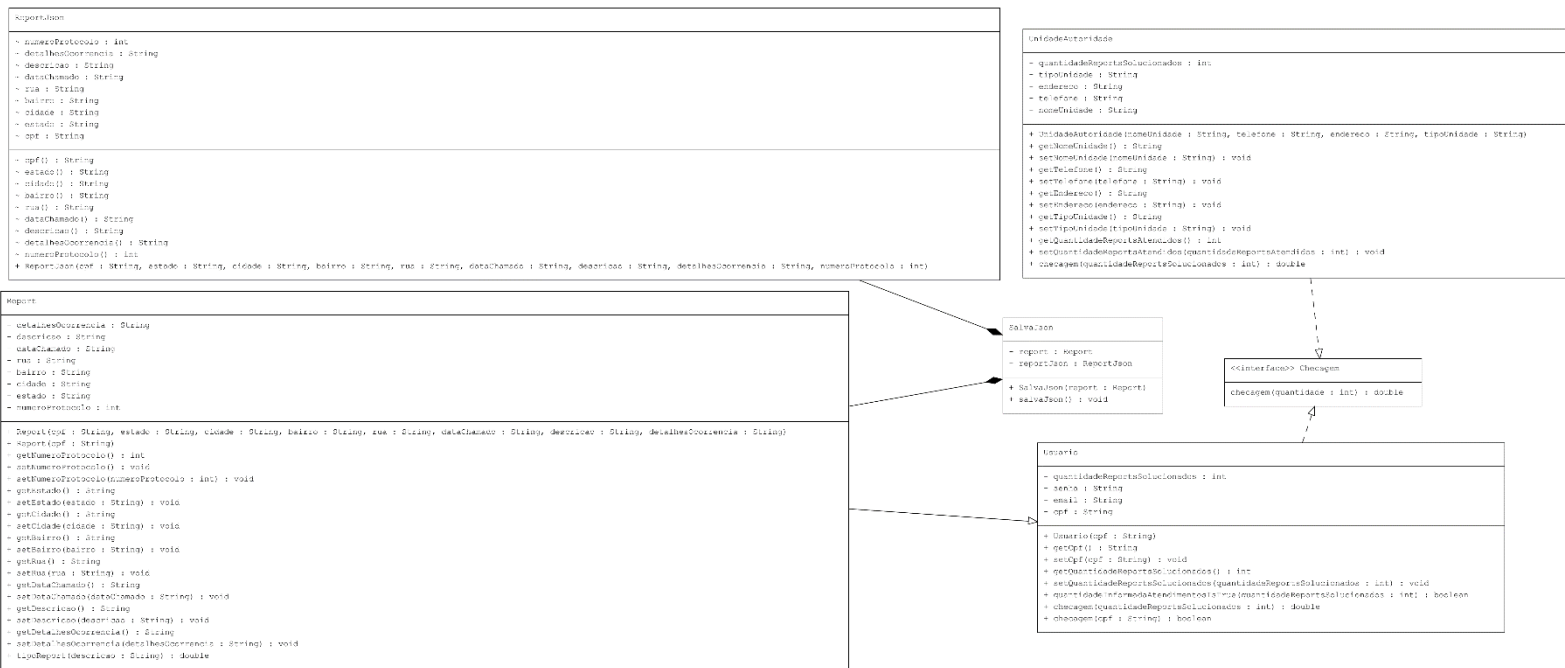 ReportJson
~ numeroProtocolo : int
~ detalhesOcorrencia : String
~ descricao : String
~ dataChamado : String
~ rua : String
~ bairro : String
~ cidade : String
~ estado : String
~ cpf : String
~ cpf() : String
~ estado() : String
~ cidade() : String
~ bairro() : String
~ rua() : String
~ dataChamado() : String
~ descricao() : String
~ detalhesOcorrencia() : String
~ numeroProtocolo() : int
+ ReportJson(cpf : String, estado : String, cidade : String, bairro : String, rua : String, dataChamado : String, descricao : String, detalhesOcorrencia : String, numeroProtocolo : int)
UnidadeAutoridade
- quantidadeReportsSolucionados : int
- tipoUnidade : String
- endereco : String
- telefone : String
- nomeUnidade : String
+ UnidadeAutoridade(nomeUnidade : String, telefone : String, endereco : String, tipoUnidade : String)
+ getNomeUnidade() : String
+ setNomeUnidade(nomeUnidade : String) : void
+ getTelefone() : String
+ setTelefone(telefone : String) : void
+ getEndereco() : String
+ setEndereco(endereco : String) : void
+ getTipoUnidade() : String
+ setTipoUnidade(tipoUnidade : String) : void
+ getQuantidadeReportsAtendidos() : int
+ setQuantidadeReportsAtendidos(quantidadeReportsAtendidos : int) : void
+ checagem(quantidadeReportsSolucionados : int) : double
Report
- detalhesOcorrencia : String
- descricao : String
- dataChamado : String
- rua : String
- bairro : String
- cidade : String
- estado : String
- numeroProtocolo : int
Report(cpf : String, estado : String, cidade : String, bairro : String, rua : String, dataChamado : String, descricao : String, detalhesOcorrencia : String)
+ Report(cpf : String)
+ getNumeroProtocolo() : int
+ setNumeroProtocolo() : void
+ setNumeroProtocolo(numeroProtocolo : int) : void
+ getEstado() : String
+ setEstado(estado : String) : void
+ getCidade() : String
+ setCidade(cidade : String) : void
+ getBairro() : String
+ setBairro(bairro : String) : void
+ getRua() : String
+ setRua(rua : String) : void
+ getDataChamado() : String
+ setDataChamado(dataChamado : String) : void
+ getDescricao() : String
+ setDescricao(descricao : String) : void
+ getDetalhesOcorrencia() : String
+ setDetalhesOcorrencia(detalhesOcorrencia : String) : void
+ tipoReport(descricao : String) : double
SalvaJson
- report : Report
- reportJson : ReportJson
+ SalvaJson(report : Report)
+ salvaJson() : void
<<interface>> Checagem
checagem(quantidade : int) : double
Usuario
- quantidadeReportsSolucionados : int
- senha : String
- email : String
- cpf : String
+ Usuario(cpf : String)
+ getCpf() : String
+ setCpf(cpf : String) : void
+ getQuantidadeReportsSolucionados() : int
+ setQuantidadeReportsSolucionados(quantidadeReportsSolucionados : int) : void
+ quantidadeInformadaAtendimentosIsTrue(quantidadeReportsSolucionados : int) : boolean
+ checagem(quantidadeReportsSolucionados : int) : double
+ checagem(cpf : String) : boolean